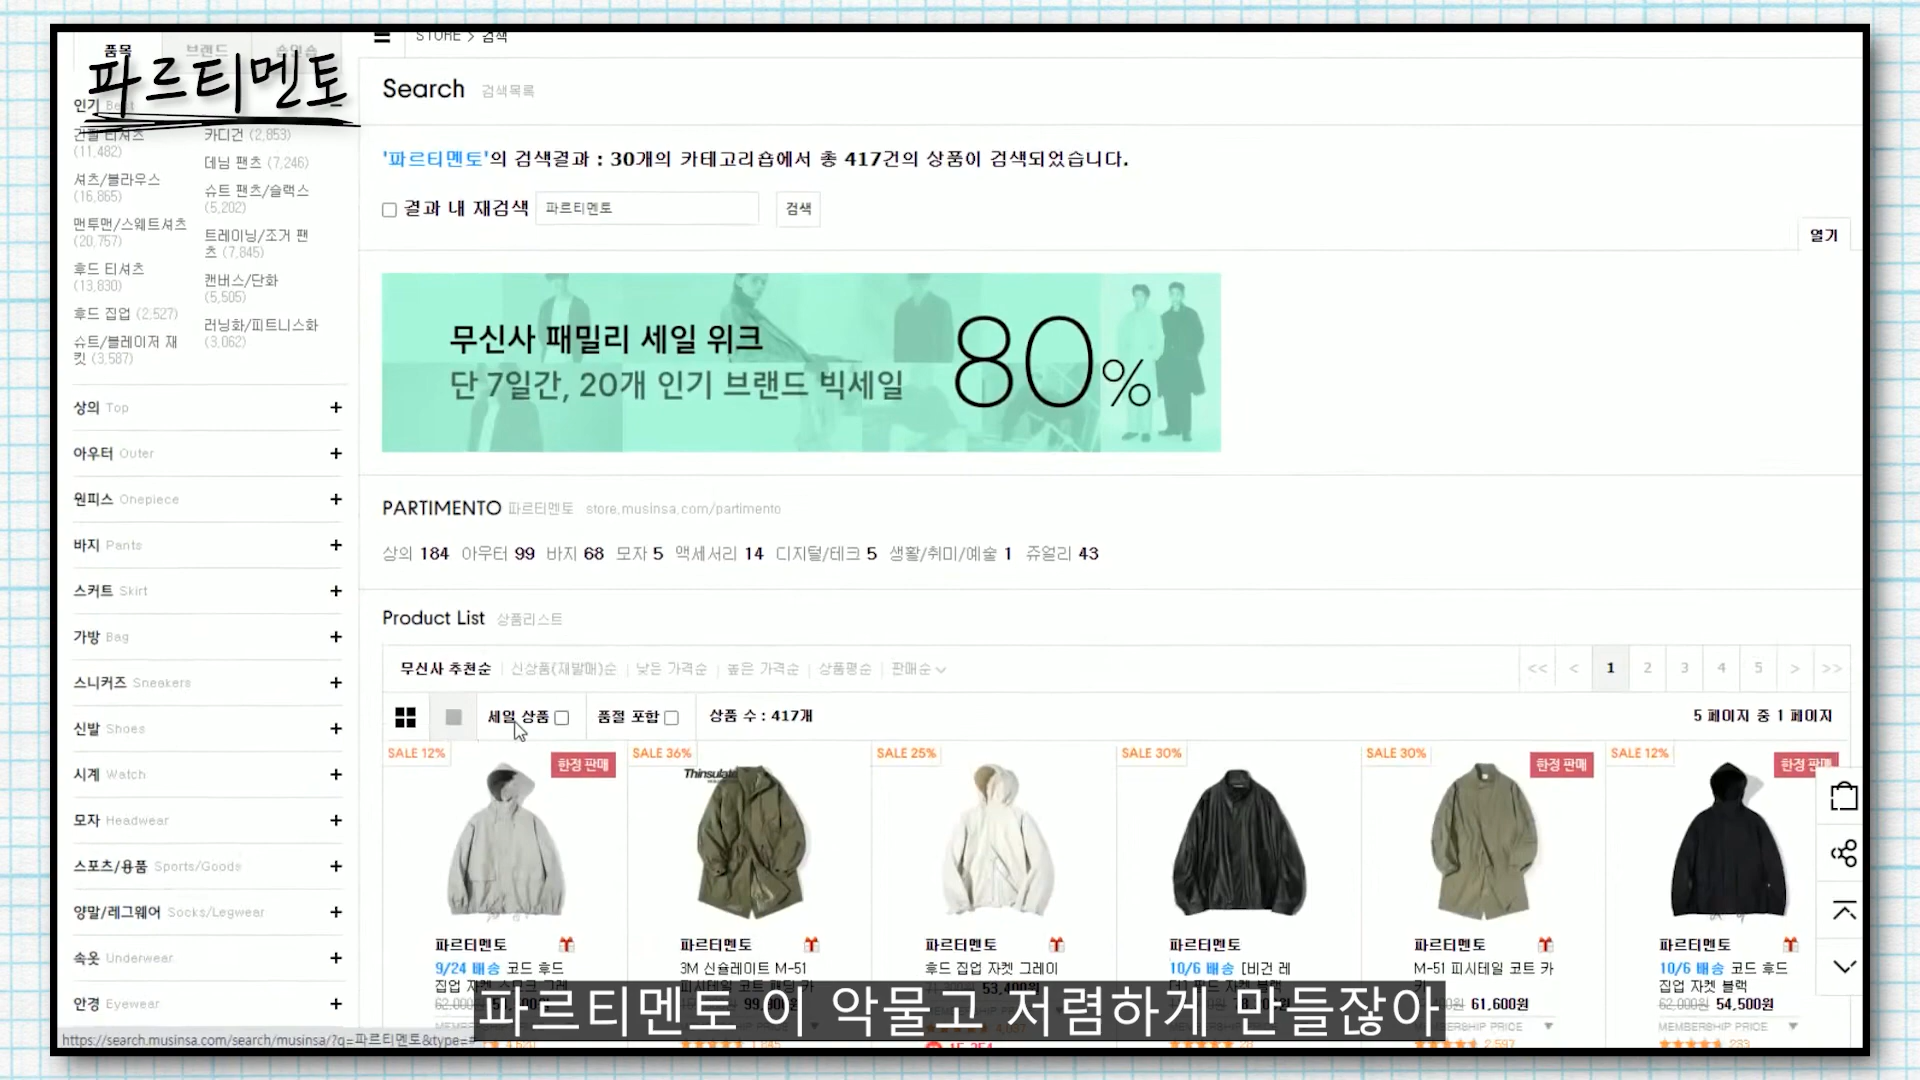 품목 브랜드
파르티멘토
인기 Best
긴팔 티셔츠 (11,482)
셔츠/블라우스 (16,865)
맨투맨/스웨트셔츠 (20,757)
후드 티셔츠 (13,830)
후드 집업 (2,527)
슈트/블레이저 재킷 (3,587)
카디건 (2,853)
데님 팬츠 (7,246)
슈트 팬츠/슬랙스 (5,202)
트레이닝/조거 팬츠 (7,845)
캔버스/단화 (5,505)
러닝화/피트니스화 (3,062)
상의 Top +
아우터 Outer +
원피스 Onepiece +
바지 Pants +
스커트 Skirt +
가방 Bag +
스니커즈 Sneakers +
신발 Shoes +
시계 Watch +
모자 Headwear +
스포츠/용품 Sports/Goods +
양말/레그웨어 Socks/Legwear +
속옷 Underwear +
안경 Eyewear +
STORE > 검색
Search 검색목록
'파르티멘토'의 검색결과 : 30개의 카테고리숍에서 총 417건의 상품이 검색되었습니다.
결과 내 재검색 파르티멘토 검색
열기
무신사 패밀리 세일 위크
단 7일간, 20개 인기 브랜드 빅세일
80%
PARTIMENTO 파르티멘토 store.musinsa.com/partimento
상의 184 아우터 99 바지 68 모자 5 액세서리 14 디지털/테크 5 생활/취미/예술 1 쥬얼리 43
Product List 상품리스트
무신사 추천순 신상품(재발매)순 낮은 가격순 높은 가격순 상품평순 판매순
<< < 1 2 3 4 5 > >>
세일 상품 품절 포함 상품 수 : 417개
5 페이지 중 1 페이지
SALE 12% 한정 판매
SALE 36%
Thinsulate
SALE 25%
SALE 30%
SALE 30% 한정 판매
SALE 12% 한정 판매
파르티멘토 파르티멘토 파르티멘토 파르티멘토 파르티멘토 파르티멘토
9/24 배송 코드 후드 집업 자켓
3M 신슐레이트 M-51
후드 집업 자켓 그레이
10/6 배송 [비건 레
M-51 피시테일 코트 카
10/6 배송 코드 후드 집업 자켓 블랙
61,600원
62,000원 54,500원
MEMBERSHIP PRICE
2,597
233
파르티멘토 이 악물고 저렴하게 만들잖아
https://search.musinsa.com/search/musinsa/?q=파르티멘토&type=